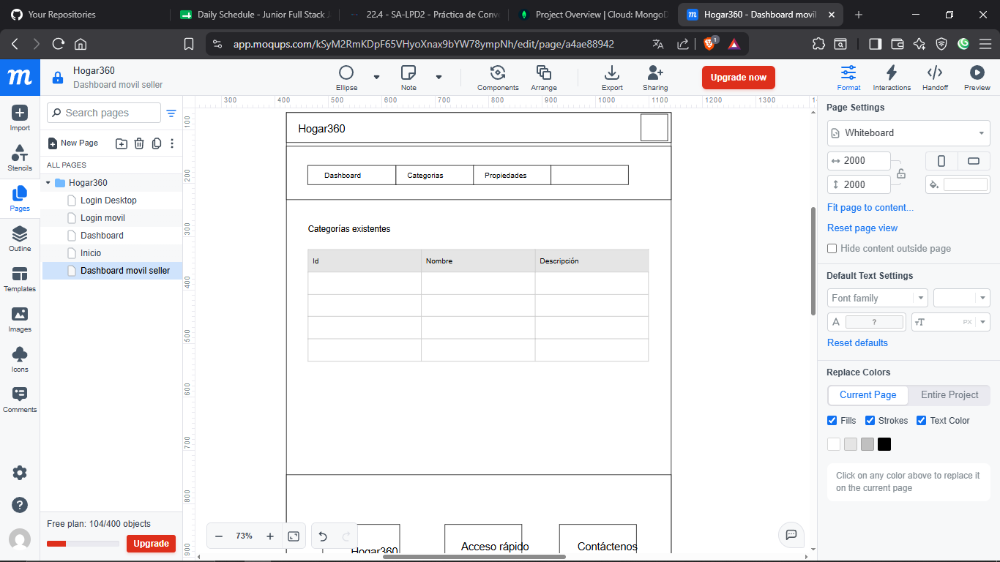 Your Repositories
Daily Schedule - Junior Full Stack
22.4 - SA-LPD2 - Práctica de Conv
Project Overview | Cloud: MongoD
Hogar360 - Dashboard movil
app.moqups.com/kSyM2RmKDpF65VHyoXnax9bYW78ympNh/edit/page/a4ae88942
1
m
Hogar360
Dashboard movil seller
Ellipse
Note
Components
Arrange
Export
Sharing
Upgrade now
Format
Interactions
Handoff
Preview
Import
Stencils
Pages
Outline
Templates
Images
Icons
Comments
Search pages
New Page
ALL PAGES
Hogar360
Login Desktop
Login movil
Dashboard
Inicio
Dashboard movil seller
Free plan: 104/400 objects
Upgrade
300 400 500 600 700 800 900 1000 1100 1200 1300
100
200
300
400
500
600
700
800
900
Hogar360
Dashboard Categorias Propiedades
Categorías existentes
Id Nombre Descripción
Hogar360 Acceso rápido Contáctenos
73%
Page Settings
Whiteboard
2000
2000
Fit page to content...
Reset page view
Hide content outside page
Default Text Settings
Font family
A ? TT PX
Reset defaults
Replace Colors
Current Page Entire Project
Fills Strokes Text Color
Click on any color above to replace it
on the current page